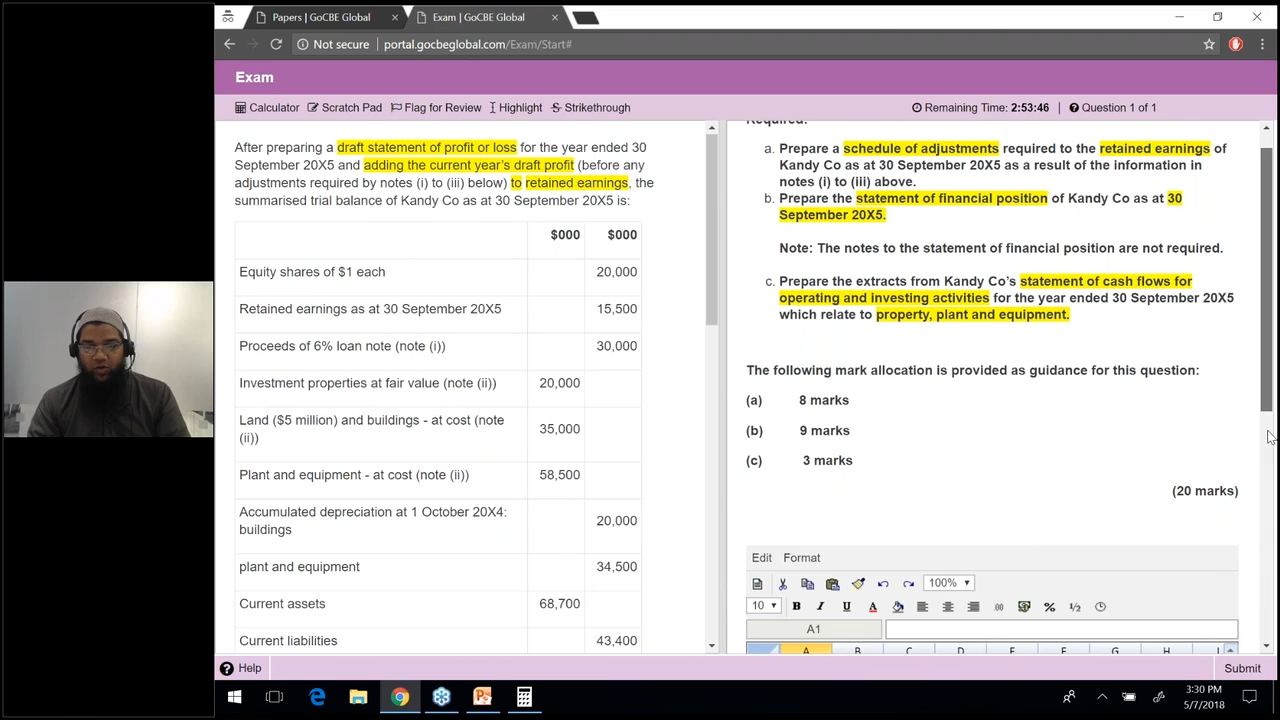 Papers | GoCBE Global
Exam | GoCBE Global
Not secure
portal.gocbeglobal.com/Exam/Start#
Exam
Calculator
Scratch Pad
Flag for Review
Highlight
Strikethrough
Remaining Time: 2:53:46
Question 1 of 1
After preparing a draft statement of profit or loss for the year ended 30
September 20X5 and adding the current year's draft profit (before any
adjustments required by notes (i) to (iii) below) to retained earnings, the
summarised trial balance of Kandy Co as at 30 September 20X5 is:
$000 $000
Equity shares of $1 each 20,000
Retained earnings as at 30 September 20X5 15,500
Proceeds of 6% loan note (note (i)) 30,000
Investment properties at fair value (note (ii)) 20,000
Land ($5 million) and buildings - at cost (note
(ii)) 35,000
Plant and equipment - at cost (note (ii)) 58,500
Accumulated depreciation at 1 October 20X4:
buildings 20,000
plant and equipment 34,500
Current assets 68,700
Current liabilities 43,400
Required:
a. Prepare a schedule of adjustments required to the retained earnings of
Kandy Co as at 30 September 20X5 as a result of the information in
notes (i) to (iii) above.
b. Prepare the statement of financial position of Kandy Co as at 30
September 20X5.
Note: The notes to the statement of financial position are not required.
c. Prepare the extracts from Kandy Co's statement of cash flows for
operating and investing activities for the year ended 30 September 20X5
which relate to property, plant and equipment.
The following mark allocation is provided as guidance for this question:
(a) 8 marks
(b) 9 marks
(c) 3 marks
(20 marks)
Edit Format
100%
10 B I U A .00 % 1/2
A1
A B C D E F G H I
Help
Submit
3:30 PM
5/7/2018